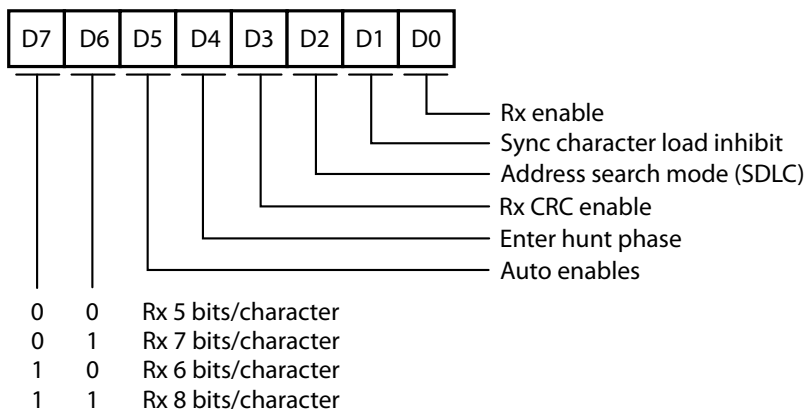 D7 D6 D5 D4 D3 D2 D1 D0
Rx enable
Sync character load inhibit
Address search mode (SDLC)
Rx CRC enable
Enter hunt phase
Auto enables
0 0 Rx 5 bits/character
0 1 Rx 7 bits/character
1 0 Rx 6 bits/character
1 1 Rx 8 bits/character